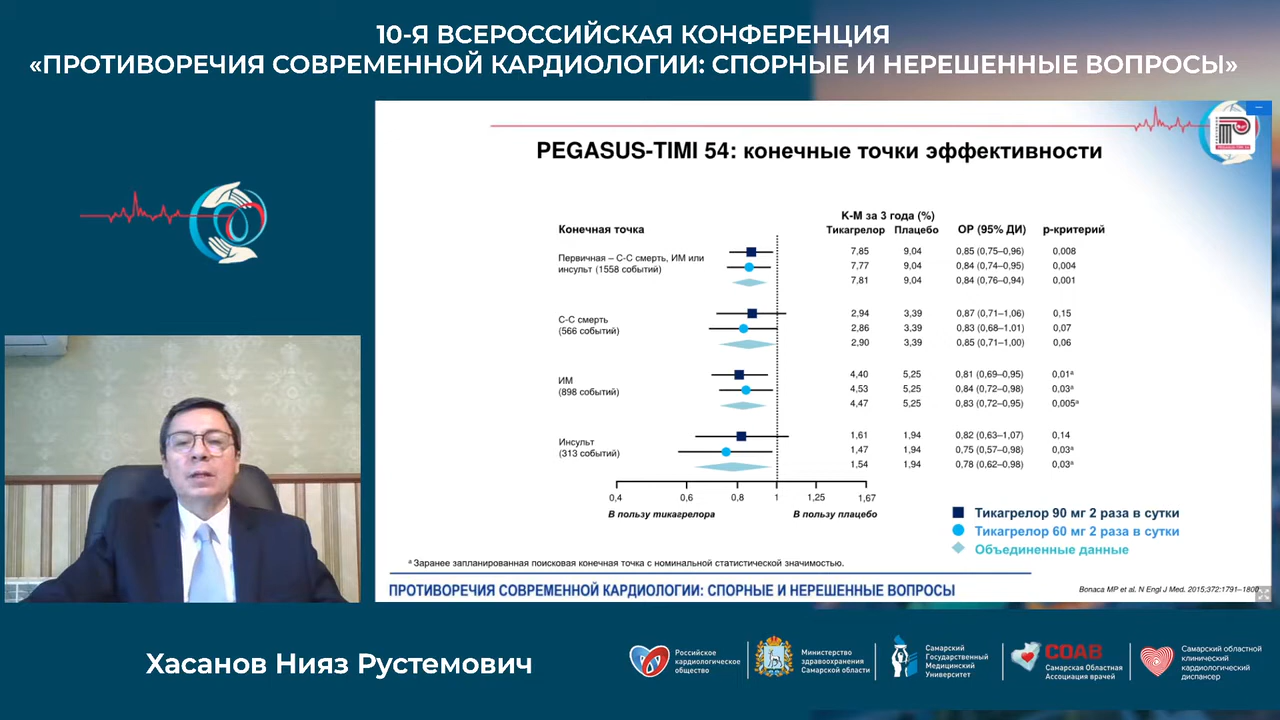 10-Я ВСЕРОССИЙСКАЯ КОНФЕРЕНЦИЯ
«ПРОТИВОРЕЧИЯ СОВРЕМЕННОЙ КАРДИОЛОГИИ: СПОРНЫЕ И НЕРЕШЕННЫЕ ВОПРОСЫ»
PEGASUS-TIMI 54: конечные точки эффективности
К-М за 3 года (%)
Конечная точка Тикагрелор Плацебо ОР (95% ДИ) р-критерий
Первичная – С-С смерть, ИМ или
инсульт (1558 событий)
7,85 9,04 0,85 (0,75–0,96) 0,008
7,77 9,04 0,84 (0,74–0,95) 0,004
7,81 9,04 0,84 (0,76–0,94) 0,001
С-С смерть
(566 событий)
2,94 3,39 0,87 (0,71–1,06) 0,15
2,86 3,39 0,83 (0,68–1,01) 0,07
2,90 3,39 0,85 (0,71–1,00) 0,06
ИМ
(898 событий)
4,40 5,25 0,81 (0,69–0,95) 0,01ᵃ
4,53 5,25 0,84 (0,72–0,98) 0,03ᵃ
4,47 5,25 0,83 (0,72–0,95) 0,005ᵃ
Инсульт
(313 событий)
1,61 1,94 0,82 (0,63–1,07) 0,14
1,47 1,94 0,75 (0,57–0,98) 0,03ᵃ
1,54 1,94 0,78 (0,62–0,98) 0,03ᵃ
0,4 0,6 0,8 1 1,25 1,67
В пользу тикагрелора В пользу плацебо
Тикагрелор 90 мг 2 раза в сутки
Тикагрелор 60 мг 2 раза в сутки
Объединенные данные
ᵃ Заранее запланированная поисковая конечная точка с номинальной статистической значимостью.
ПРОТИВОРЕЧИЯ СОВРЕМЕННОЙ КАРДИОЛОГИИ: СПОРНЫЕ И НЕРЕШЕННЫЕ ВОПРОСЫ
Bonaca MP et al. N Engl J Med. 2015;372:1791–1800.
Хасанов Нияз Рустемович
Российское
кардиологическое
общество
Министерство
здравоохранения
Самарской области
Самарский
Государственный
Медицинский
Университет
СОАВ
Самарская Областная
Ассоциация врачей
Самарский областной
клинический
кардиологический
диспансер